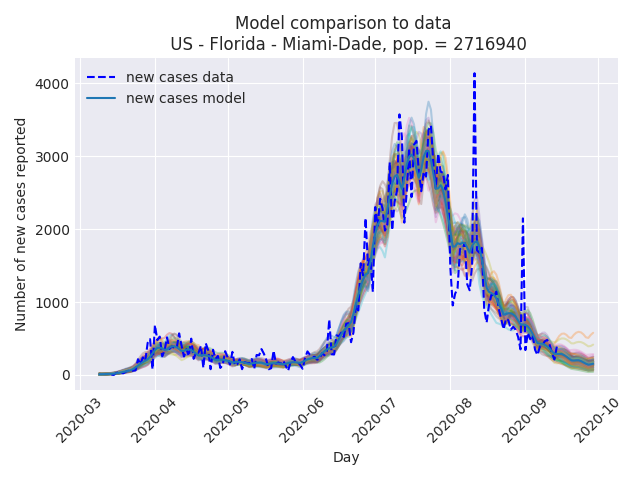 Model comparison to data
US - Florida - Miami-Dade, pop. = 2716940
new cases data
new cases model
Number of new cases reported
4000
3000
2000
1000
0
2020-03
2020-04
2020-05
2020-06
2020-07
2020-08
2020-09
2020-10
Day